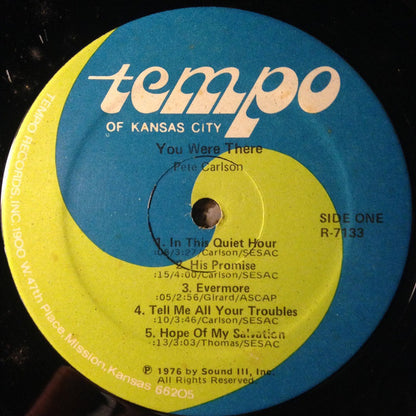 tempo
OF KANSAS CITY
You Were There
Pete Carlson
SIDE ONE
R-7133
1. In This Quiet Hour
:08/3:27/Carlson/SESAC
2. His Promise
:15/4:00/Carlson/SESAC
3. Evermore
:05/2:56/Girard/ASCAP
4. Tell Me All Your Troubles
:10/3:46/Carlson/SESAC
5. Hope Of My Salvation
:13/3:03/Thomas/SESAC
℗ 1976 by Sound III, Inc.
All Rights Reserved
TEMPO RECORDS, INC. 1900 W. 47th Place, Mission, Kansas 66205